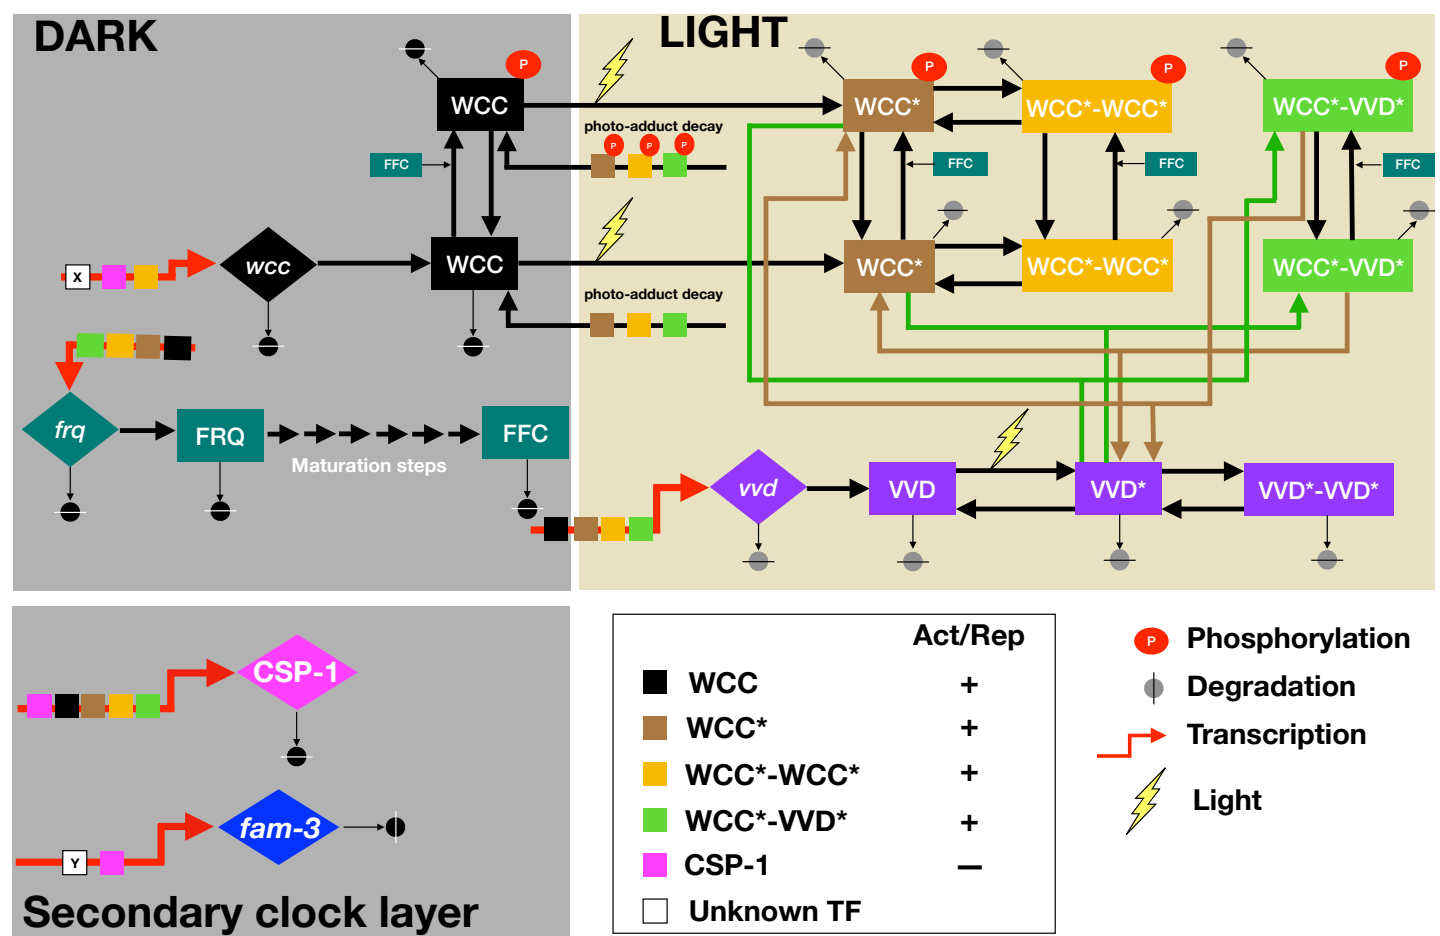 DARK
LIGHT
P
WCC
P
WCC*
P
WCC*-WCC*
P
WCC*-VVD*
photo-adduct decay
P
P
P
FFC
FFC
FFC
FFC
X
wcc
WCC
WCC*
WCC*-WCC*
WCC*-VVD*
photo-adduct decay
frq
FRQ
Maturation steps
FFC
vvd
VVD
VVD*
VVD*-VVD*
CSP-1
Y
fam-3
Secondary clock layer
Act/Rep
WCC +
WCC* +
WCC*-WCC* +
WCC*-VVD* +
CSP-1 —
Unknown TF
P Phosphorylation
Degradation
Transcription
Light